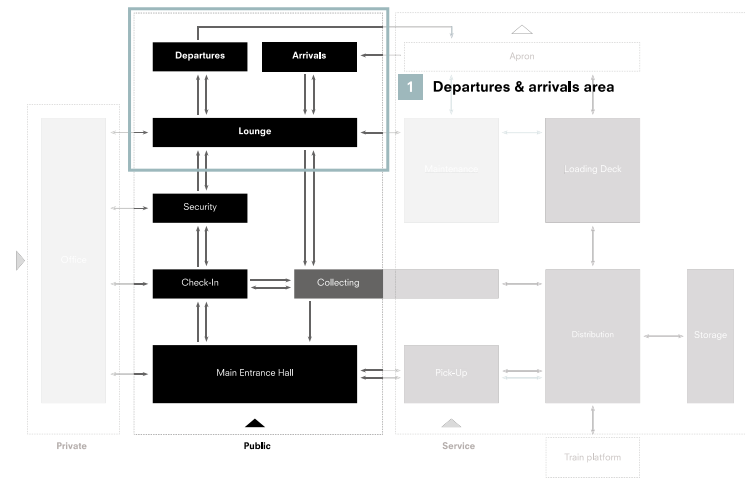 Departures
Arrivals
Apron
1 Departures & arrivals area
Lounge
Maintenance
Loading Deck
Security
Office
Check-In
Collecting
Distribution
Storage
Main Entrance Hall
Pick-Up
Private
Public
Service
Train platform